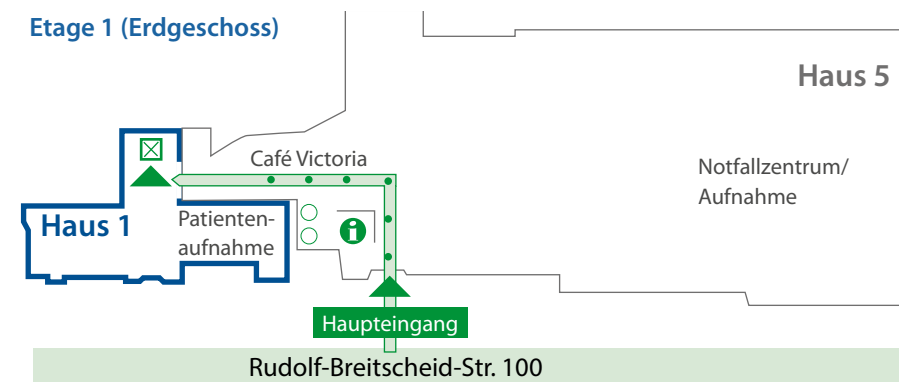 Etage 1 (Erdgeschoss)
Haus 5
Café Victoria
Notfallzentrum/
Aufnahme
Haus 1
Patienten-
aufnahme
i
Haupteingang
Rudolf-Breitscheid-Str. 100